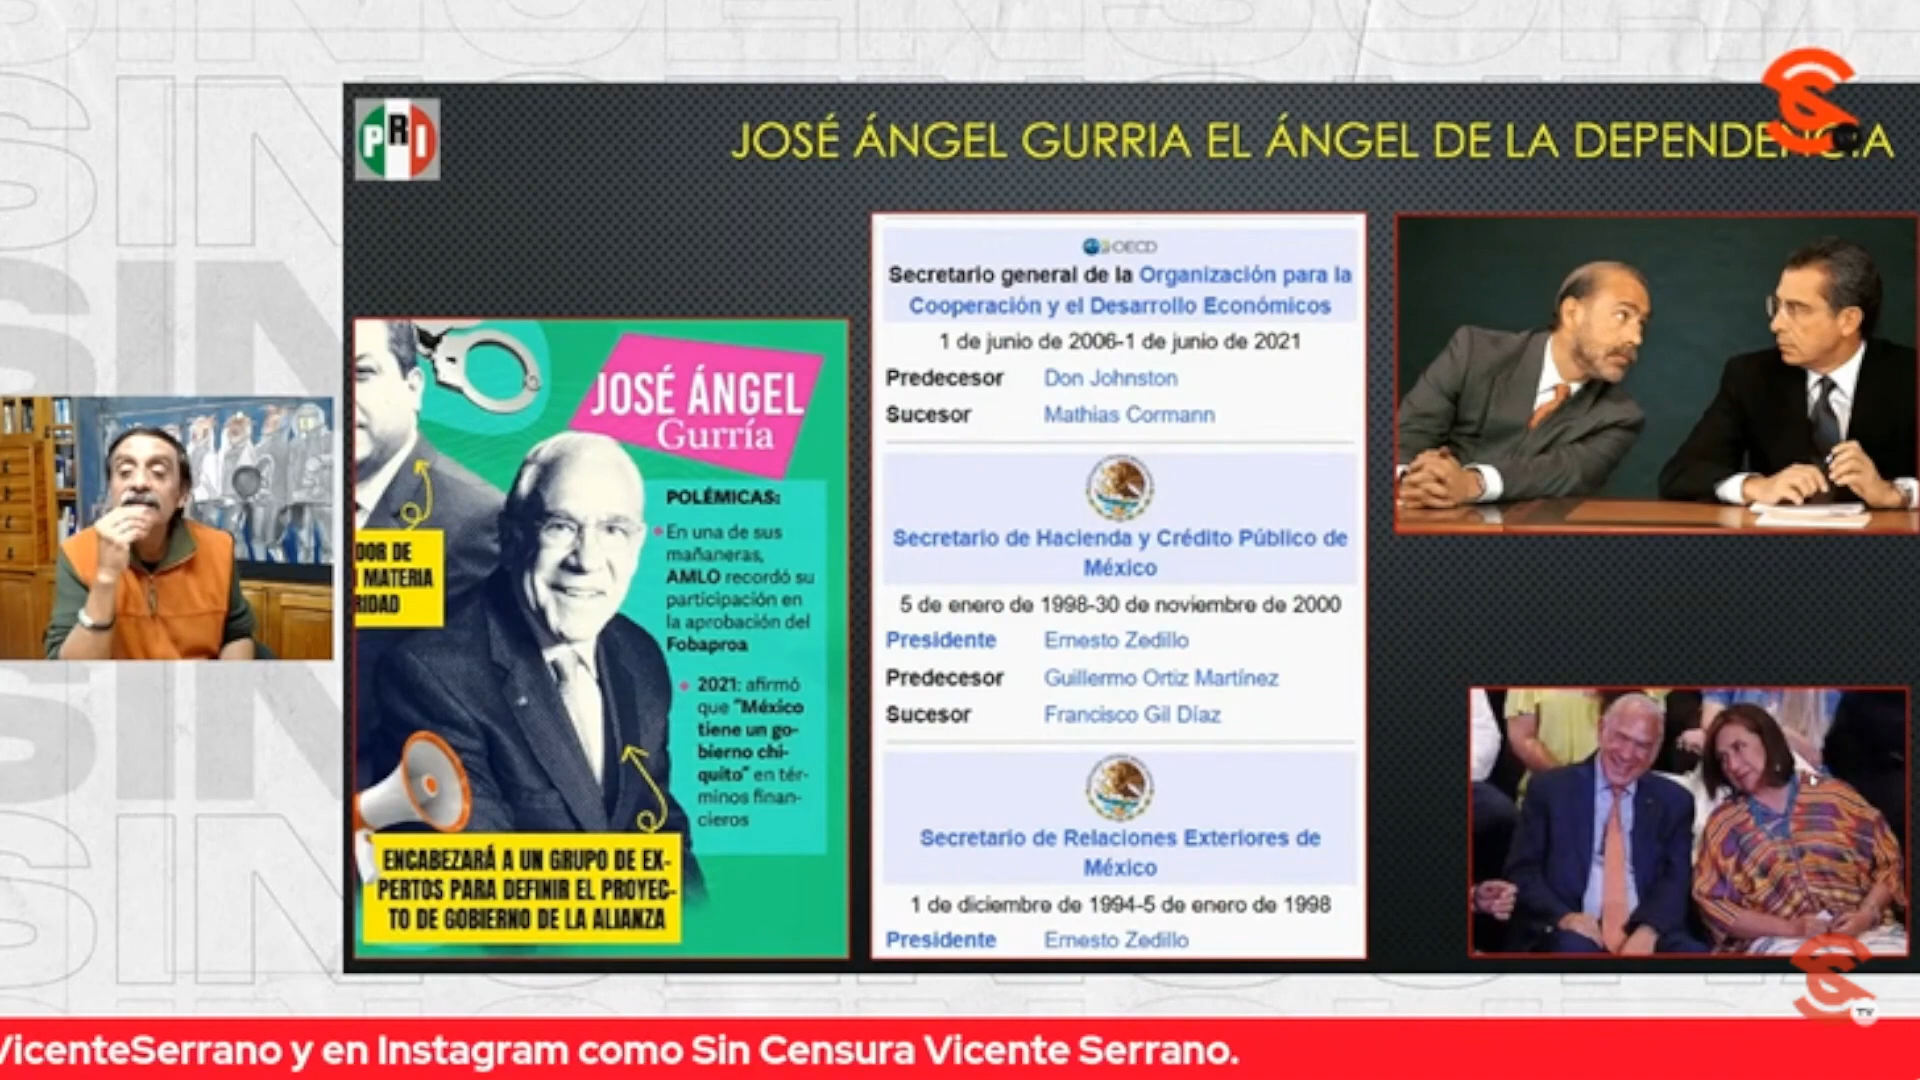 PRI
JOSÉ ÁNGEL GURRIA EL ÁNGEL DE LA DEPENDENCIA
JOSÉ ÁNGEL
Gurría
POLÉMICAS:
En una de sus
mañaneras,
AMLO recordó su
participación en
la aprobación del
Fobaproa
2021: afirmó
que "México
tiene un go-
bierno chi-
quito" en tér-
minos finan-
cieros
DOR DE
MATERIA
RIDAD
ENCABEZARÁ A UN GRUPO DE EX-
PERTOS PARA DEFINIR EL PROYEC-
TO DE GOBIERNO DE LA ALIANZA
OECD
Secretario general de la Organización para la
Cooperación y el Desarrollo Económicos
1 de junio de 2006-1 de junio de 2021
Predecesor Don Johnston
Sucesor Mathias Cormann
Secretario de Hacienda y Crédito Público de
México
5 de enero de 1998-30 de noviembre de 2000
Presidente Ernesto Zedillo
Predecesor Guillermo Ortiz Martínez
Sucesor Francisco Gil Díaz
Secretario de Relaciones Exteriores de
México
1 de diciembre de 1994-5 de enero de 1998
Presidente Ernesto Zedillo
TV
VicenteSerrano y en Instagram como Sin Censura Vicente Serrano.